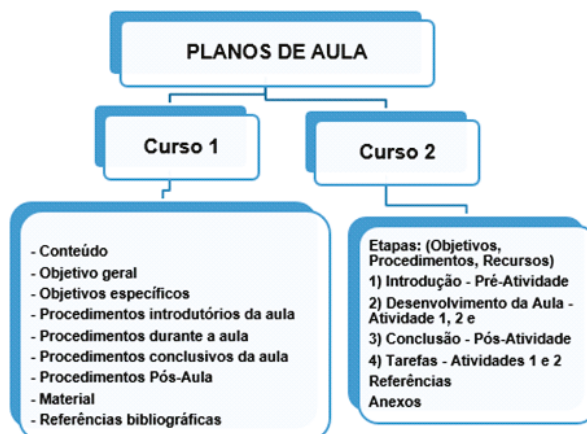 PLANOS DE AULA
Curso 1
Curso 2
- Conteúdo
- Objetivo geral
- Objetivos específicos
- Procedimentos introdutórios da aula
- Procedimentos durante a aula
- Procedimentos conclusivos da aula
- Procedimentos Pós-Aula
- Material
- Referências bibliográficas
Etapas: (Objetivos,
Procedimentos, Recursos)
1) Introdução - Pré-Atividade
2) Desenvolvimento da Aula -
Atividade 1, 2 e
3) Conclusão - Pós-Atividade
4) Tarefas - Atividades 1 e 2
Referências
Anexos